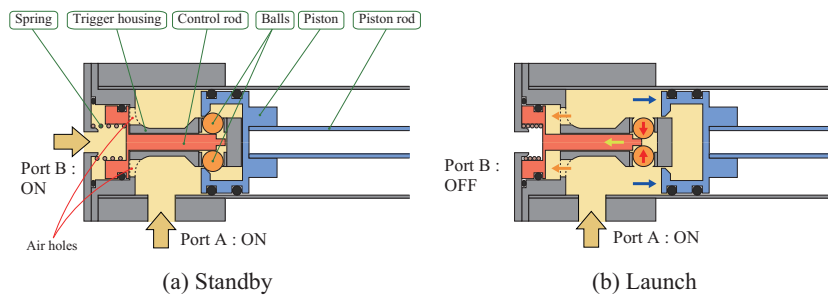 Spring
Trigger housing
Control rod
Balls
Piston
Piston rod
Port B :
ON
Air holes
Port A : ON
(a) Standby
Port B :
OFF
Port A : ON
(b) Launch